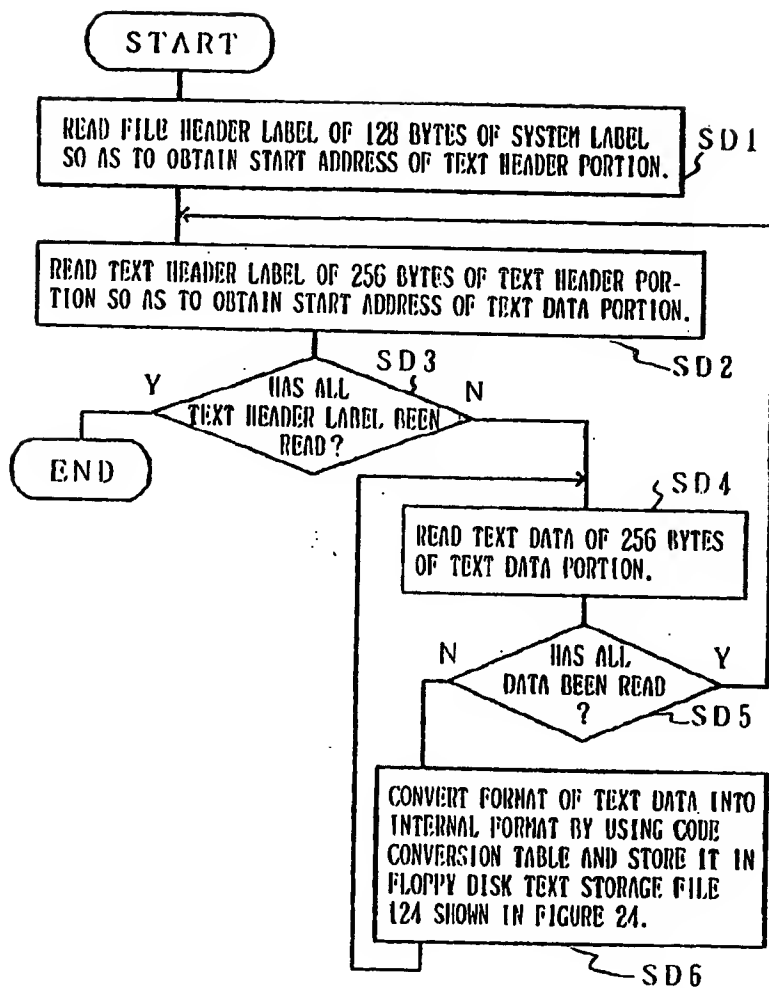 START
READ FILE HEADER LABEL OF 128 BYTES OF SYSTEM LABEL
SO AS TO OBTAIN START ADDRESS OF TEXT HEADER PORTION.
SD1
READ TEXT HEADER LABEL OF 256 BYTES OF TEXT HEADER POR-
TION SO AS TO OBTAIN START ADDRESS OF TEXT DATA PORTION.
SD2
SD3
Y
HAS ALL
TEXT HEADER LABEL BEEN
READ?
N
END
SD4
READ TEXT DATA OF 256 BYTES
OF TEXT DATA PORTION.
N
HAS ALL
DATA BEEN READ
?
Y
SD5
CONVERT FORMAT OF TEXT DATA INTO
INTERNAL FORMAT BY USING CODE
CONVERSION TABLE AND STORE IT IN
FLOPPY DISK TEXT STORAGE FILE
124 SHOWN IN FIGURE 24.
SD6